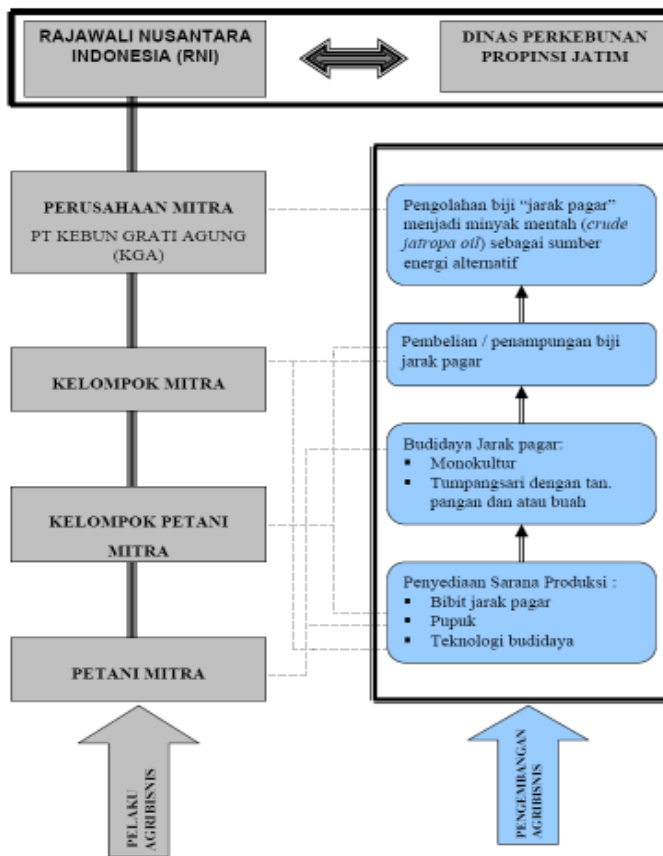 RAJAWALI NUSANTARA
INDONESIA (RNI)
DINAS PERKEBUNAN
PROPINSI JATIM
PERUSAHAAN MITRA
PT KEBUN GRATI AGUNG
(KGA)
KELOMPOK MITRA
KELOMPOK PETANI
MITRA
PETANI MITRA
PELAKU
AGRIBISNIS
Pengolahan biji “jarak pagar”
menjadi minyak mentah (crude
jatropa oil) sebagai sumber
energi alternatif
Pembelian / penampungan biji
jarak pagar
Budidaya Jarak pagar:
▪ Monokultur
▪ Tumpangsari dengan tan.
pangan dan atau buah
Penyediaan Sarana Produksi :
▪ Bibit jarak pagar
▪ Pupuk
▪ Teknologi budidaya
PENGEMBANGAN
AGRIBISNIS